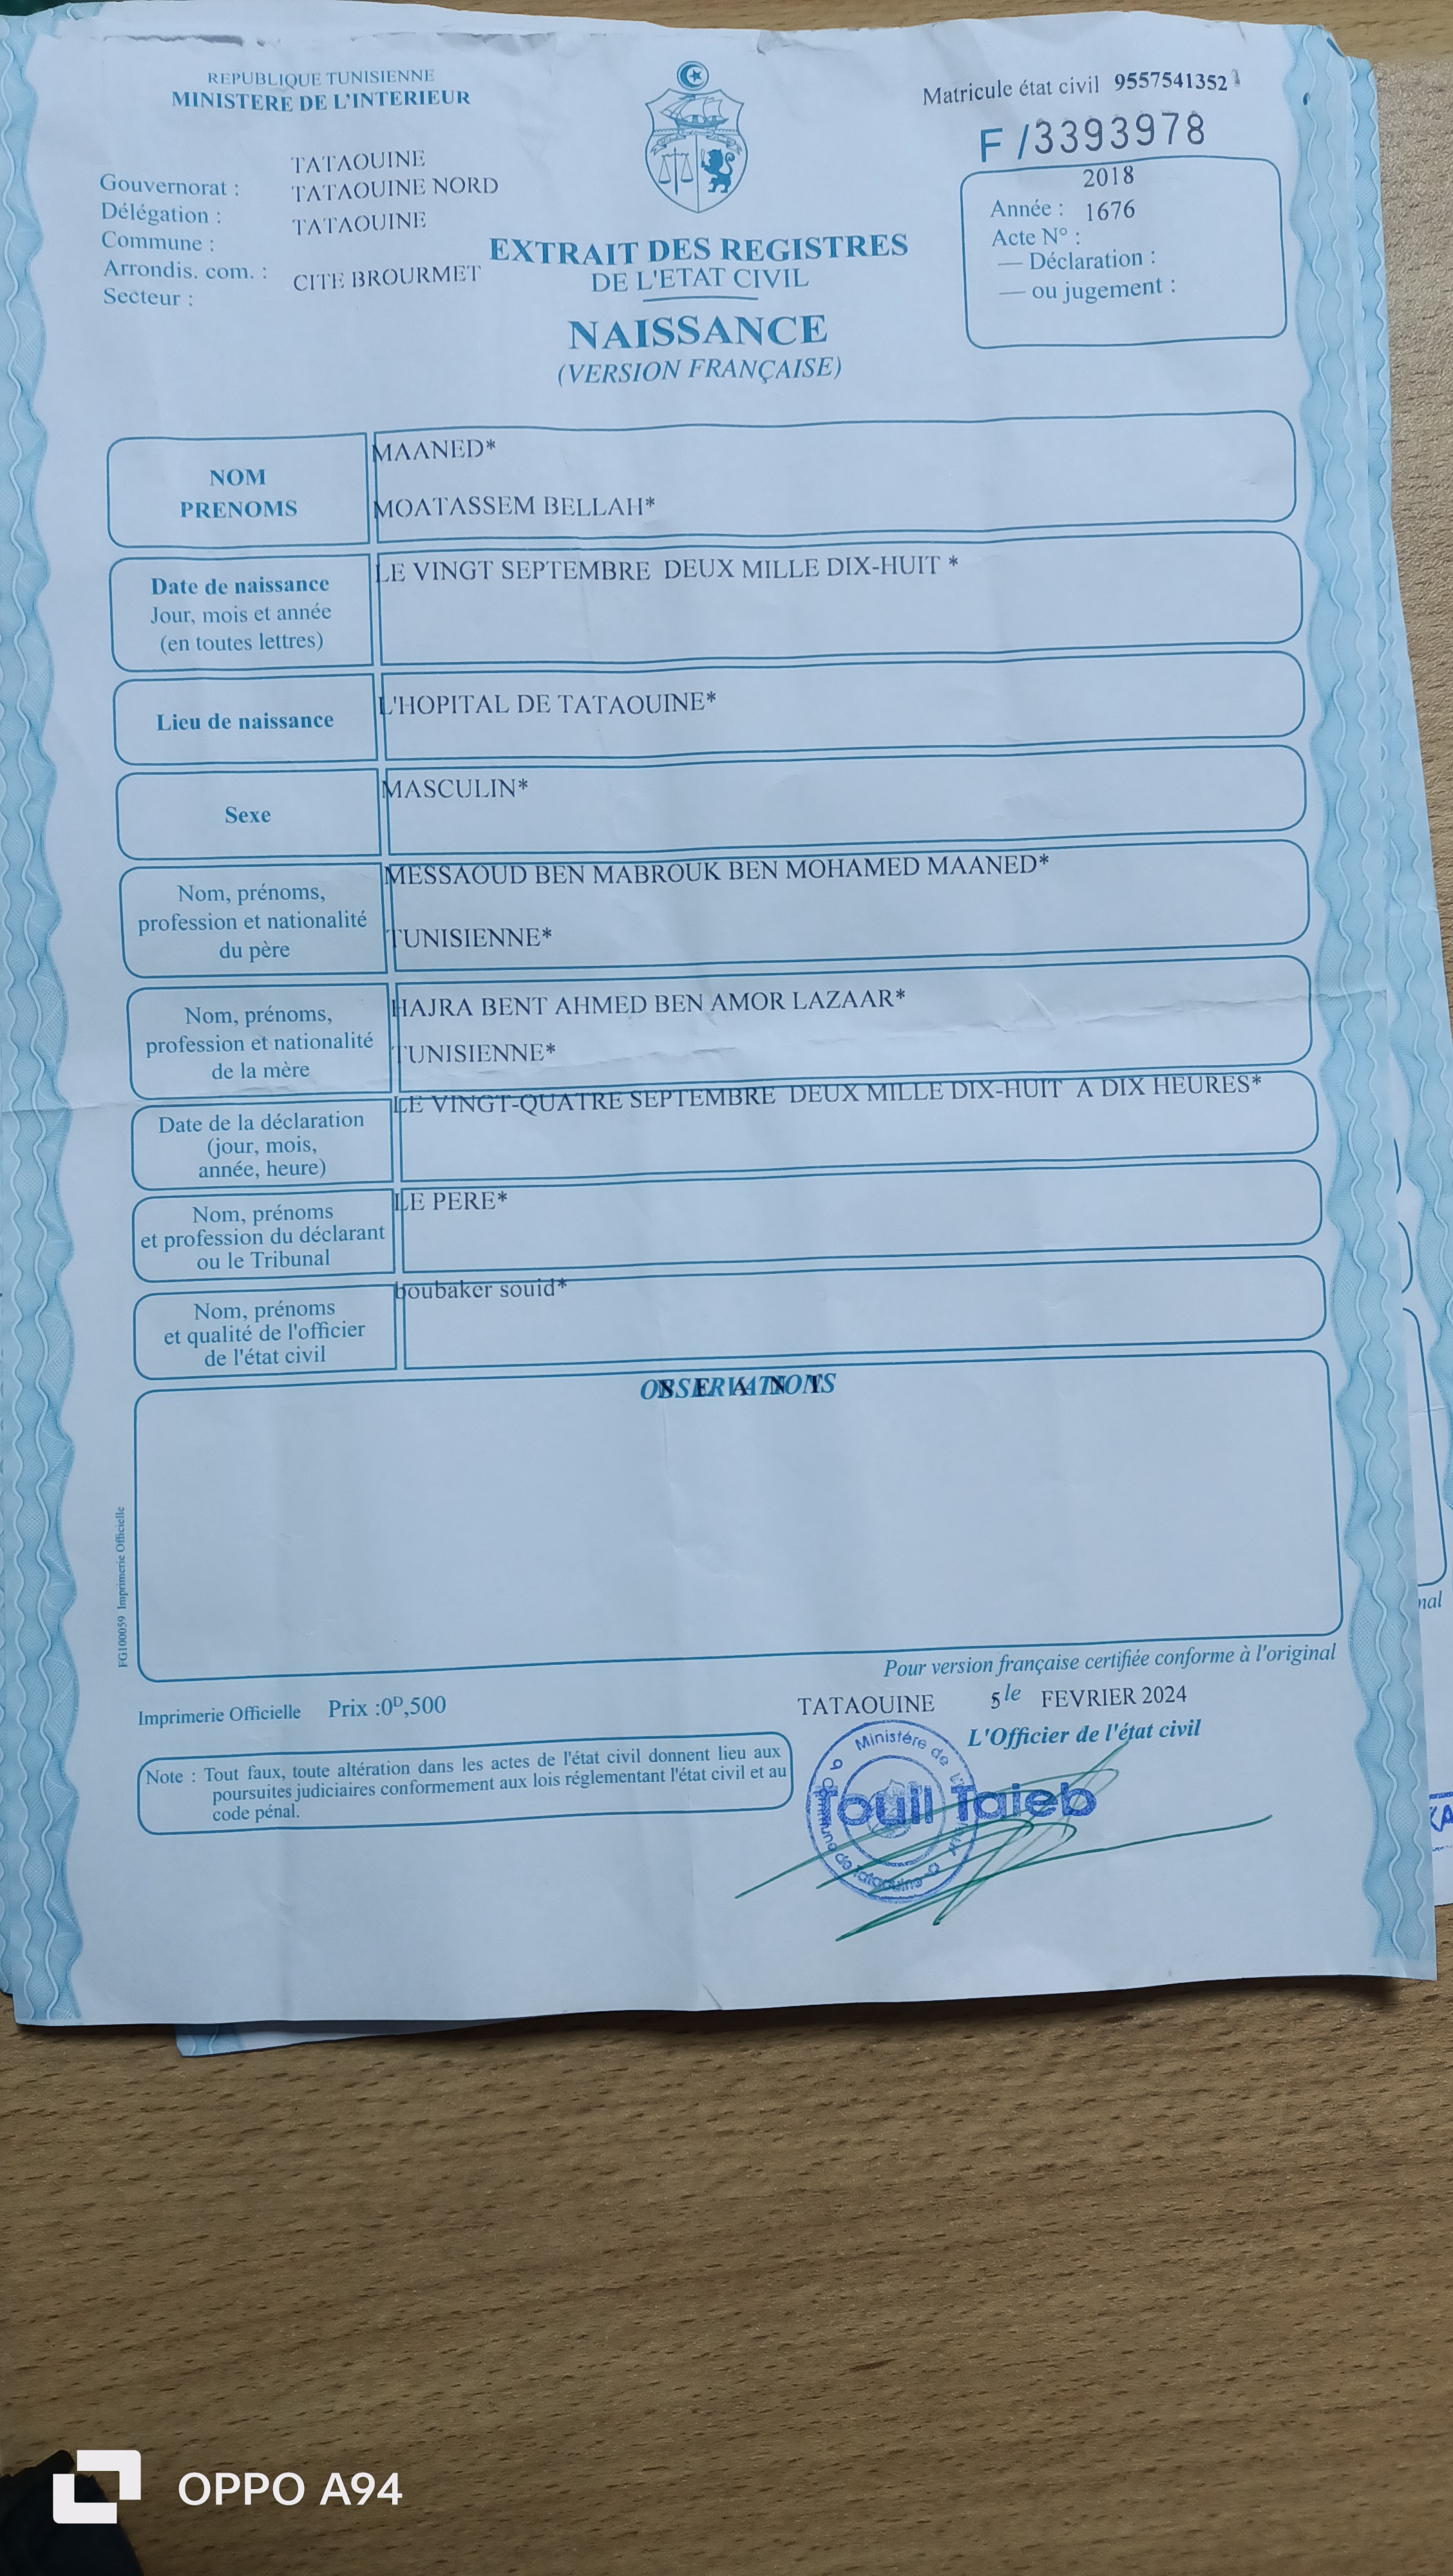 REPUBLIQUE TUNISIENNE
MINISTERE DE L'INTERIEUR
Matricule état civil 9557541352
F /3393978
TATAOUINE
Gouvernorat :
TATAOUINE NORD
Délégation :
TATAOUINE
Commune :
Arrondis. com. :
CITE BROURMET
Secteur :
2018
Année :
1676
Acte N° :
— Déclaration :
— ou jugement :
EXTRAIT DES REGISTRES
DE L'ETAT CIVIL
NAISSANCE
(VERSION FRANÇAISE)
NOM
PRENOMS
MAANED*
MOATASSEM BELLAH*
Date de naissance
Jour, mois et année
(en toutes lettres)
LE VINGT SEPTEMBRE DEUX MILLE DIX-HUIT *
Lieu de naissance
L'HOPITAL DE TATAOUINE*
Sexe
MASCULIN*
Nom, prénoms,
profession et nationalité
du père
MESSAOUD BEN MABROUK BEN MOHAMED MAANED*
TUNISIENNE*
Nom, prénoms,
profession et nationalité
de la mère
HAJRA BENT AHMED BEN AMOR LAZAAR*
TUNISIENNE*
Date de la déclaration
(jour, mois,
année, heure)
LE VINGT-QUATRE SEPTEMBRE DEUX MILLE DIX-HUIT A DIX HEURES*
Nom, prénoms
et profession du déclarant
ou le Tribunal
LE PERE*
Nom, prénoms
et qualité de l'officier
de l'état civil
boubaker souid*
OBSERVATIONS
N E A N T
FG100059 Imprimerie Officielle
Pour version française certifiée conforme à l'original
Imprimerie Officielle Prix :0D,500
TATAOUINE 5 le FEVRIER 2024
L'Officier de l'état civil
Note : Tout faux, toute altération dans les actes de l'état civil donnent lieu aux
poursuites judiciaires conformement aux lois réglementant l'état civil et au
code pénal.
Ministère de
Commune de Tataouine
Touil Taieb
nal
OPPO A94